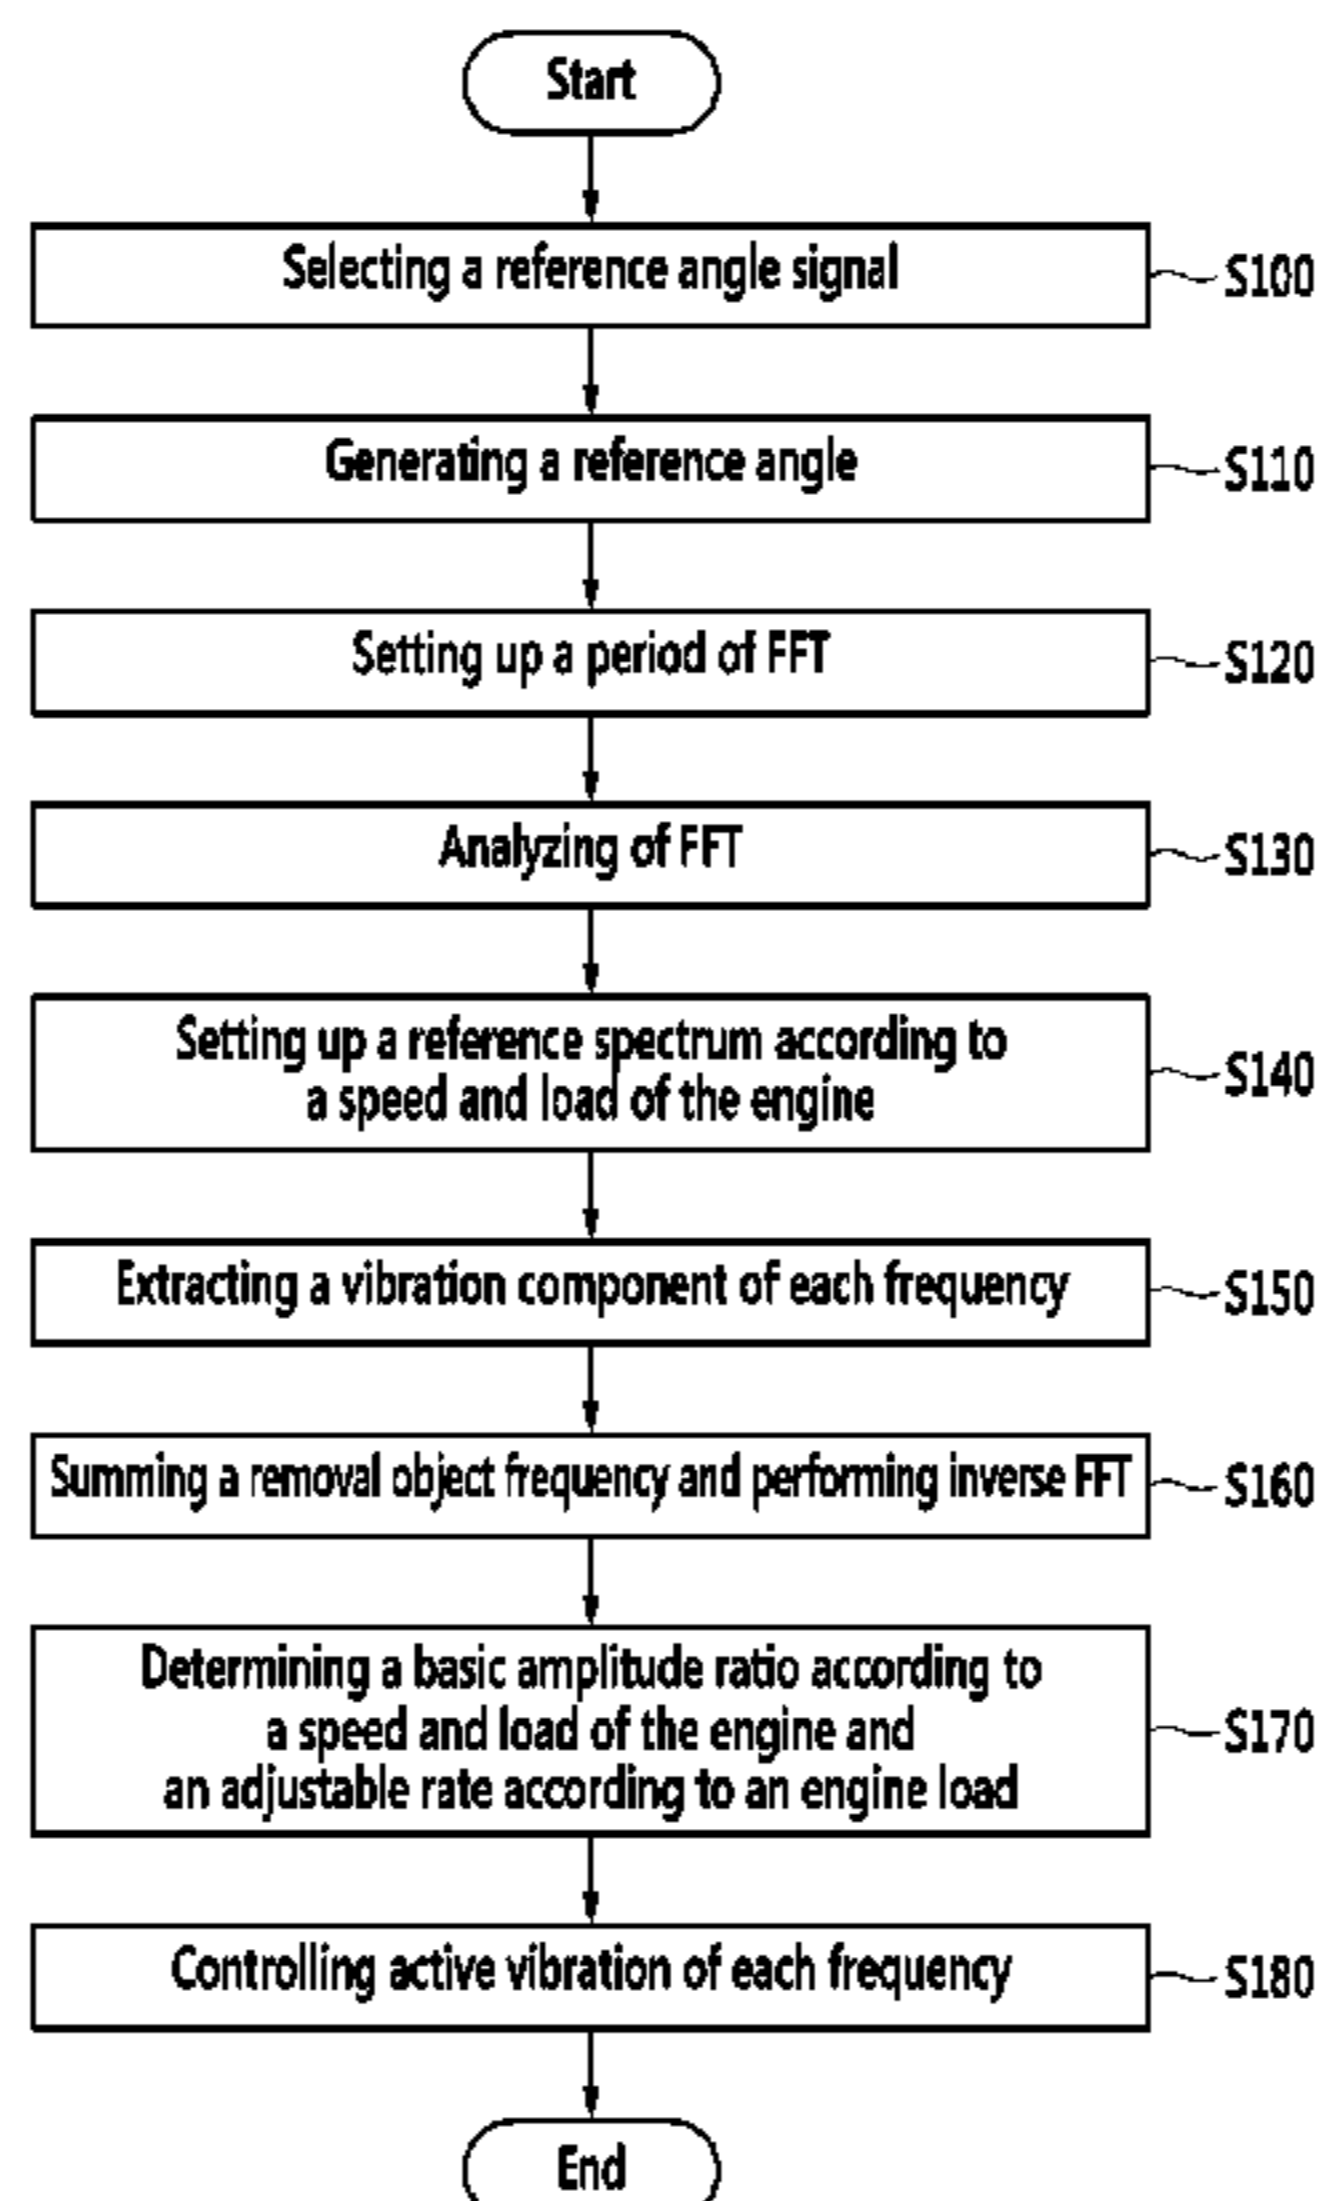 Start
Selecting a reference angle signal
S100
Generating a reference angle
S110
Setting up a period of FFT
S120
Analyzing of FFT
S130
Setting up a reference spectrum according to
a speed and load of the engine
S140
Extracting a vibration component of each frequency
S150
Summing a removal object frequency and performing inverse FFT
S160
Determining a basic amplitude ratio according to
a speed and load of the engine and
an adjustable rate according to an engine load
S170
Controlling active vibration of each frequency
S180
End